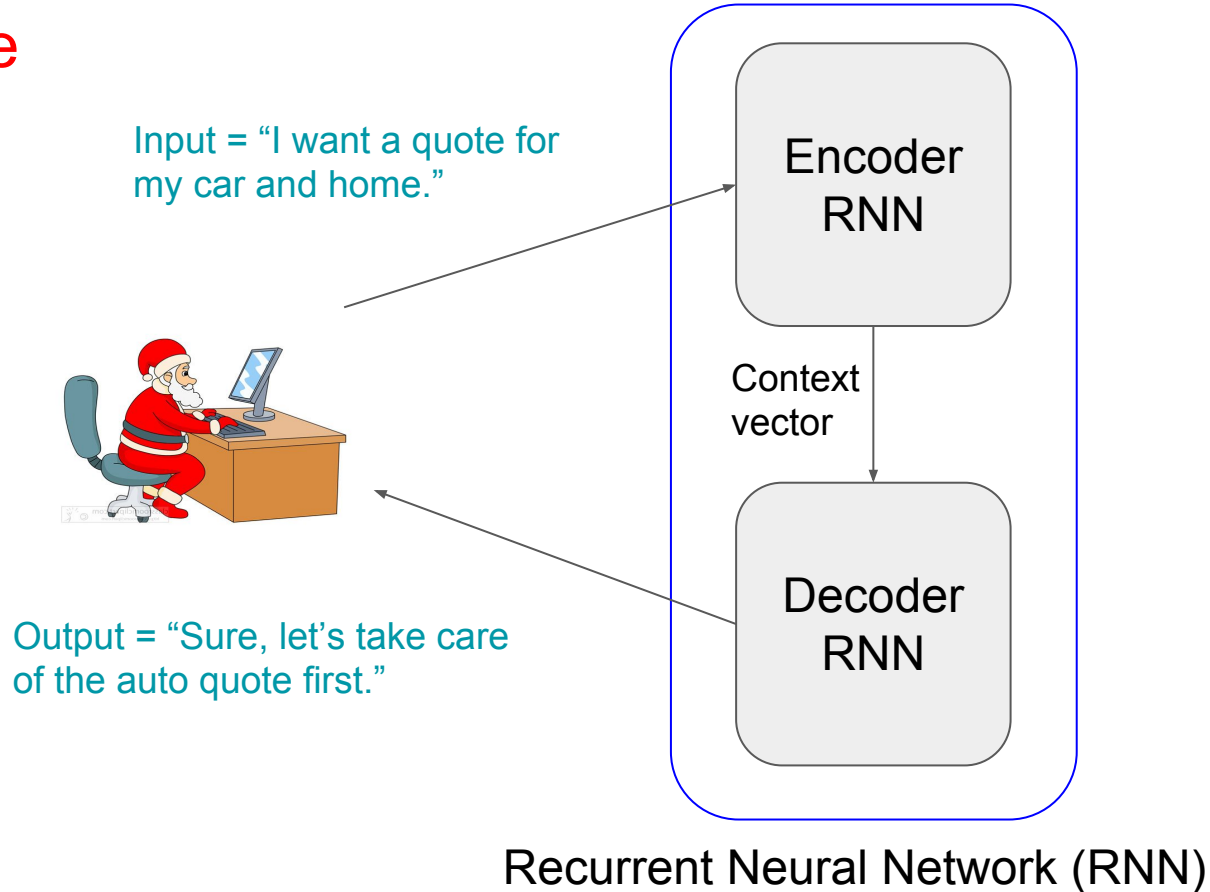 e
Input = “I want a quote for
my car and home.”
Encoder
RNN
Context
vector
Decoder
RNN
Output = “Sure, let’s take care
of the auto quote first.”
Recurrent Neural Network (RNN)